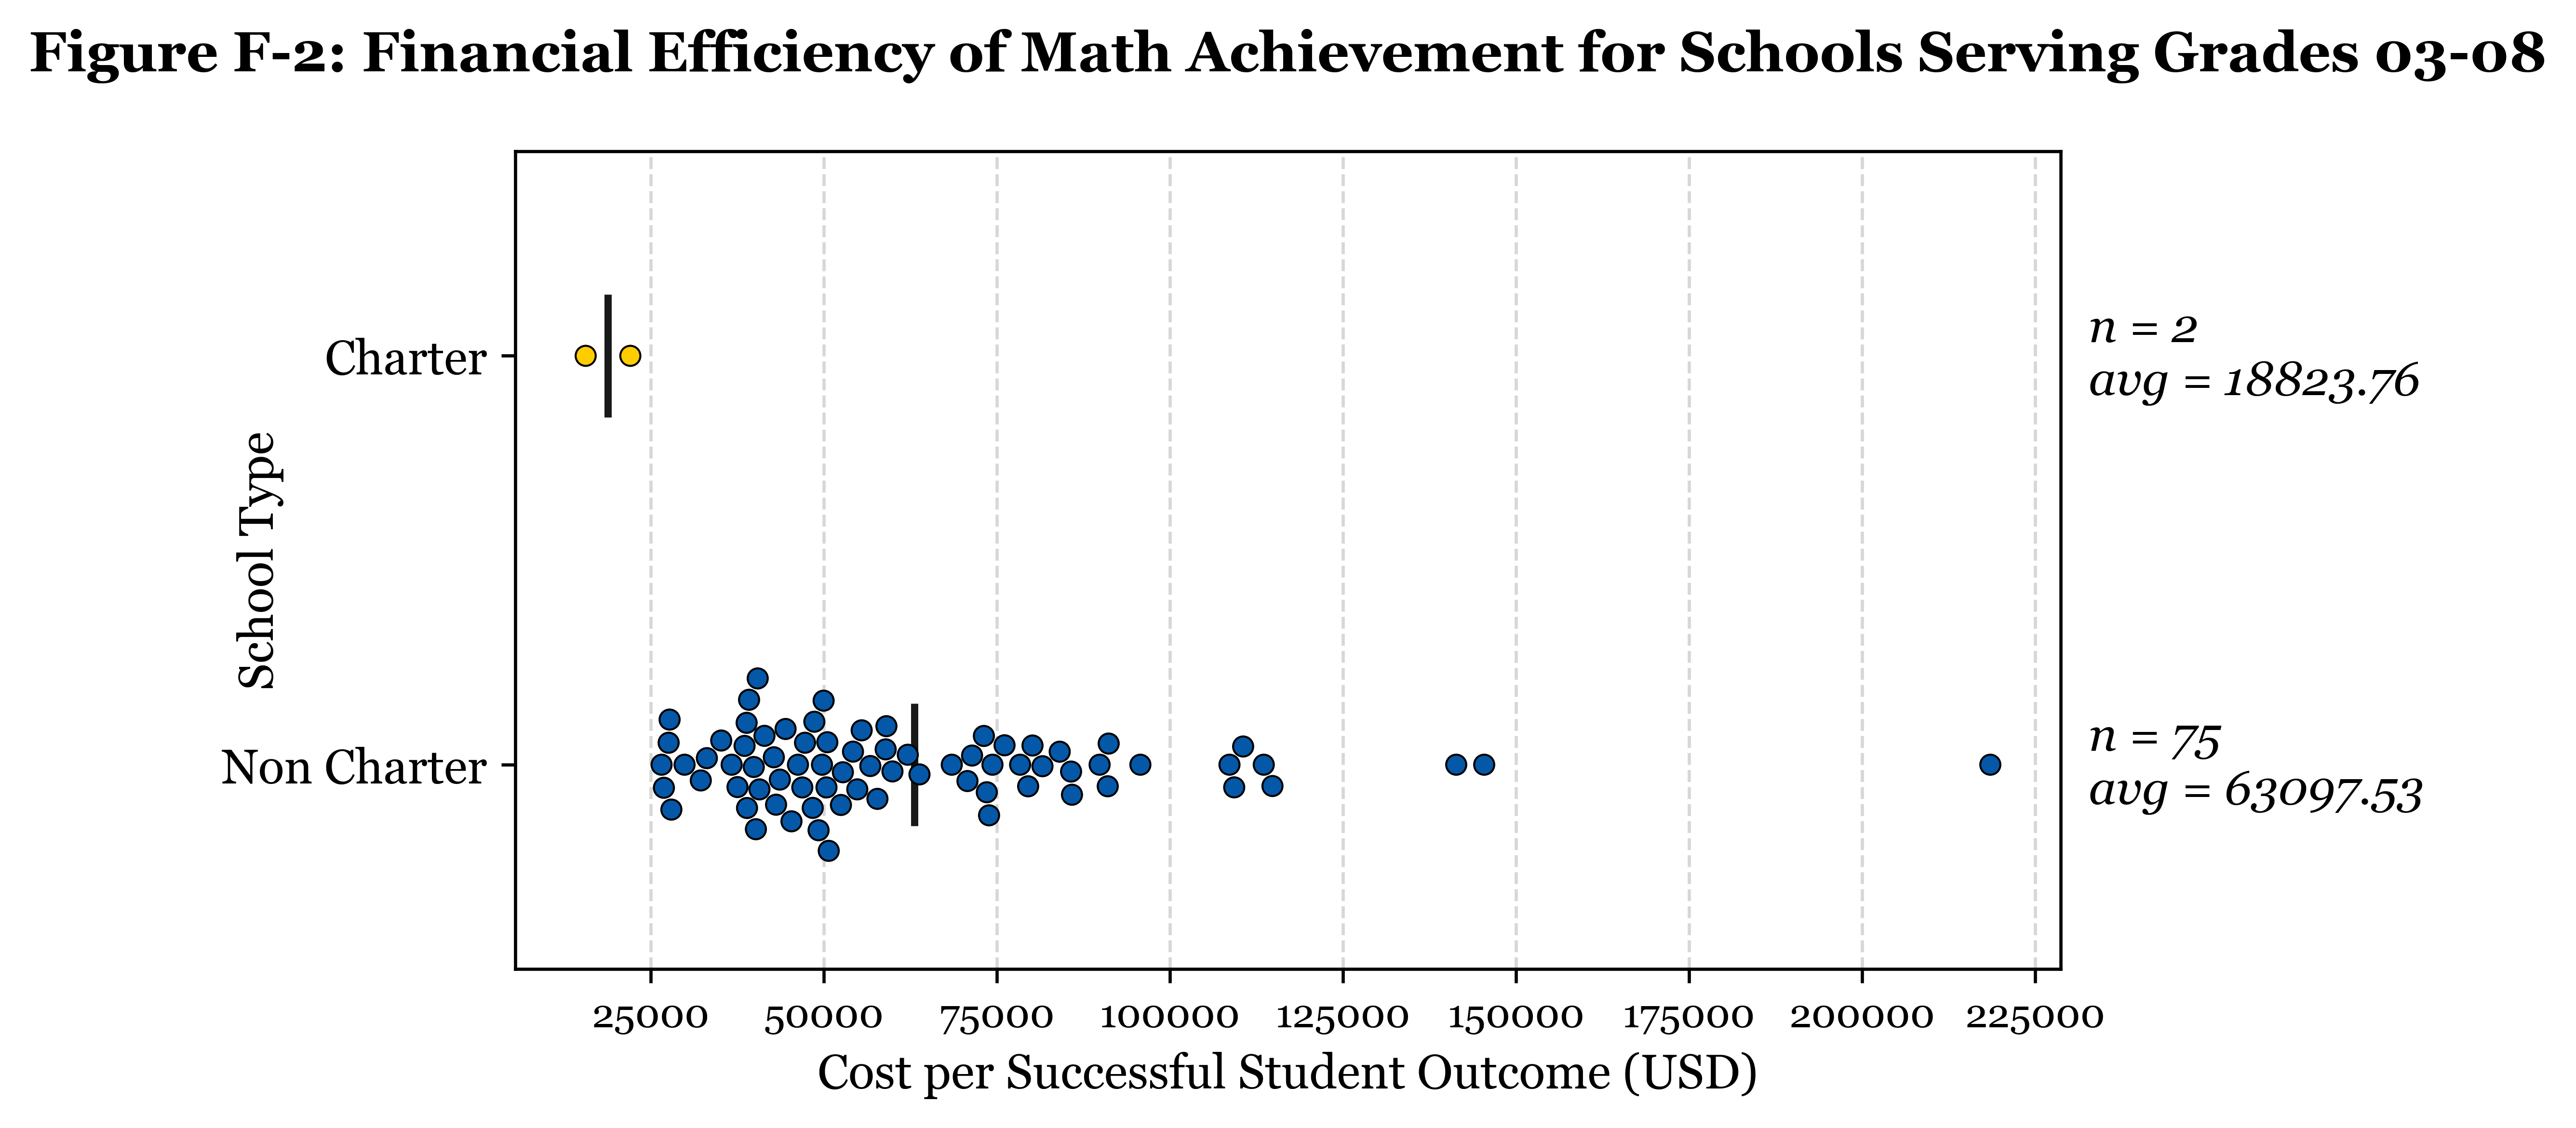 Figure F-2: Financial Efficiency of Math Achievement for Schools Serving Grades 03-08
School Type
Charter
n = 2
avg = 18823.76
Non Charter
n = 75
avg = 63097.53
25000 50000 75000 100000 125000 150000 175000 200000 225000
Cost per Successful Student Outcome (USD)